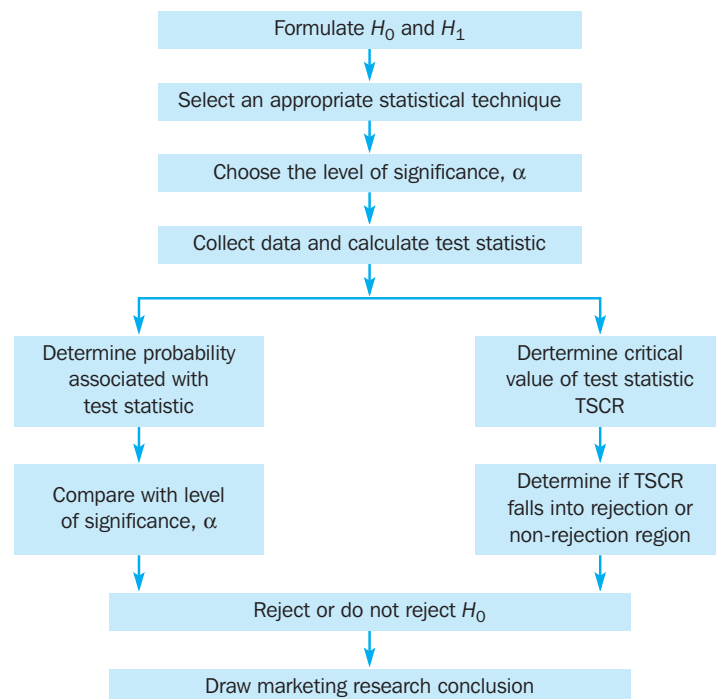 Formulate H0 and H1
Select an appropriate statistical technique
Choose the level of significance, α
Collect data and calculate test statistic
Determine probability
associated with
test statistic
Dertermine critical
value of test statistic
TSCR
Compare with level
of significance, α
Determine if TSCR
falls into rejection or
non-rejection region
Reject or do not reject H0
Draw marketing research conclusion